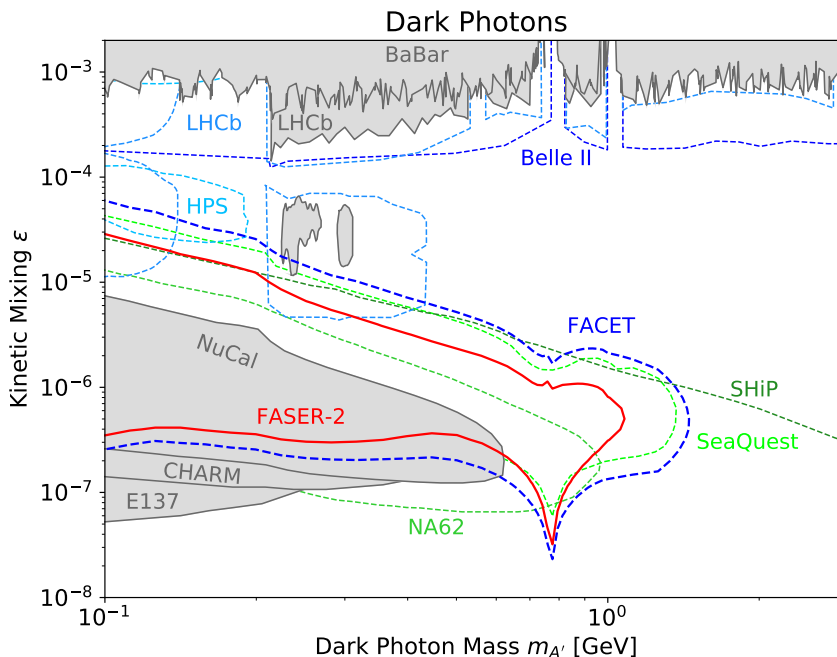 Dark Photons
BaBar
LHCb
LHCb
Belle II
HPS
FACET
NuCal
SHiP
FASER-2
SeaQuest
CHARM
E137
NA62
Kinetic Mixing ε
10⁻³
10⁻⁴
10⁻⁵
10⁻⁶
10⁻⁷
10⁻⁸
10⁻¹
10⁰
Dark Photon Mass m_A' [GeV]